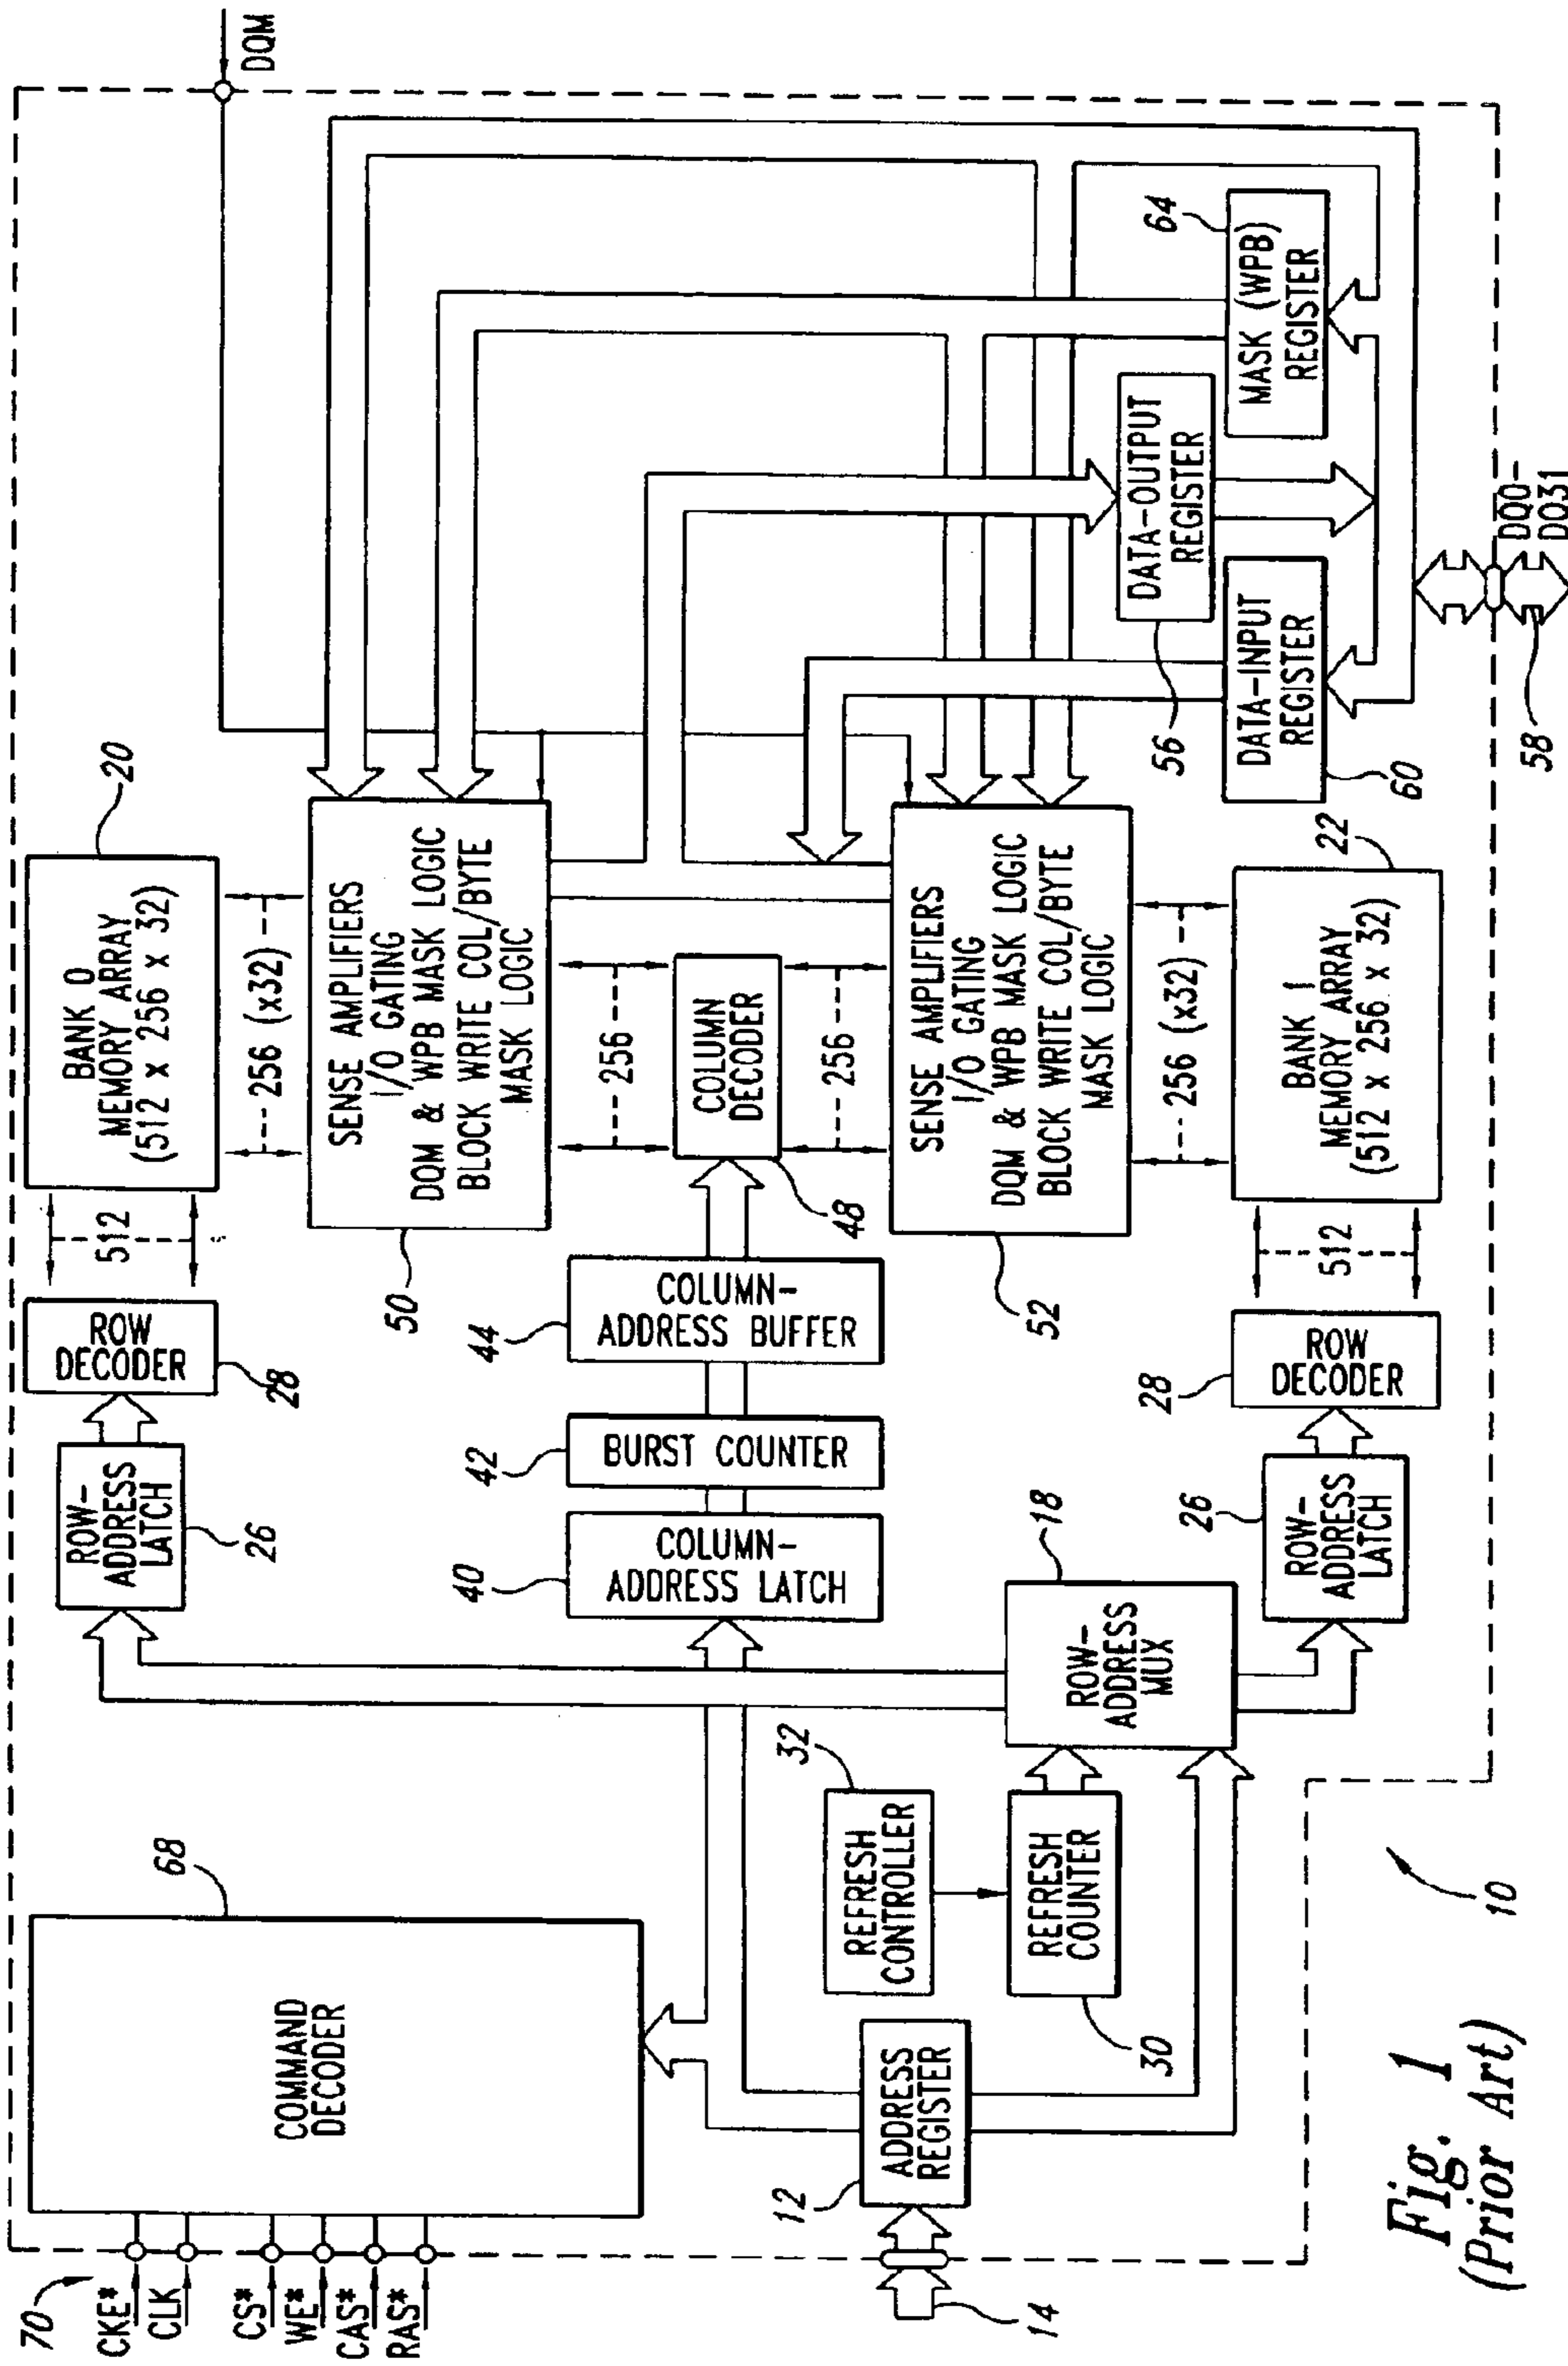 70
CKE*
CLK
CS*
WE*
CAS*
RAS*
COMMAND
DECODER
68
14
12
ADDRESS
REGISTER
REFRESH
CONTROLLER
32
REFRESH
COUNTER
30
ROW-
ADDRESS
MUX
18
ROW-
ADDRESS
LATCH
26
ROW
DECODER
28
512
BANK 0
MEMORY ARRAY
(512 x 256 x 32)
20
256 (x32)
SENSE AMPLIFIERS
I/O GATING
DQM & WPB MASK LOGIC
BLOCK WRITE COL/BYTE
MASK LOGIC
50
256
COLUMN-
ADDRESS LATCH
40
BURST COUNTER
42
COLUMN-
ADDRESS BUFFER
44
COLUMN
DECODER
48
256
SENSE AMPLIFIERS
I/O GATING
DQM & WPB MASK LOGIC
BLOCK WRITE COL/BYTE
MASK LOGIC
52
256 (x32)
ROW-
ADDRESS
LATCH
26
ROW
DECODER
28
512
BANK 1
MEMORY ARRAY
(512 x 256 x 32)
22
DQM
DATA-OUTPUT
REGISTER
56
DATA-INPUT
REGISTER
60
MASK (WPB)
REGISTER
64
DQ0-
DQ31
58
10
Fig. 1
(Prior Art)